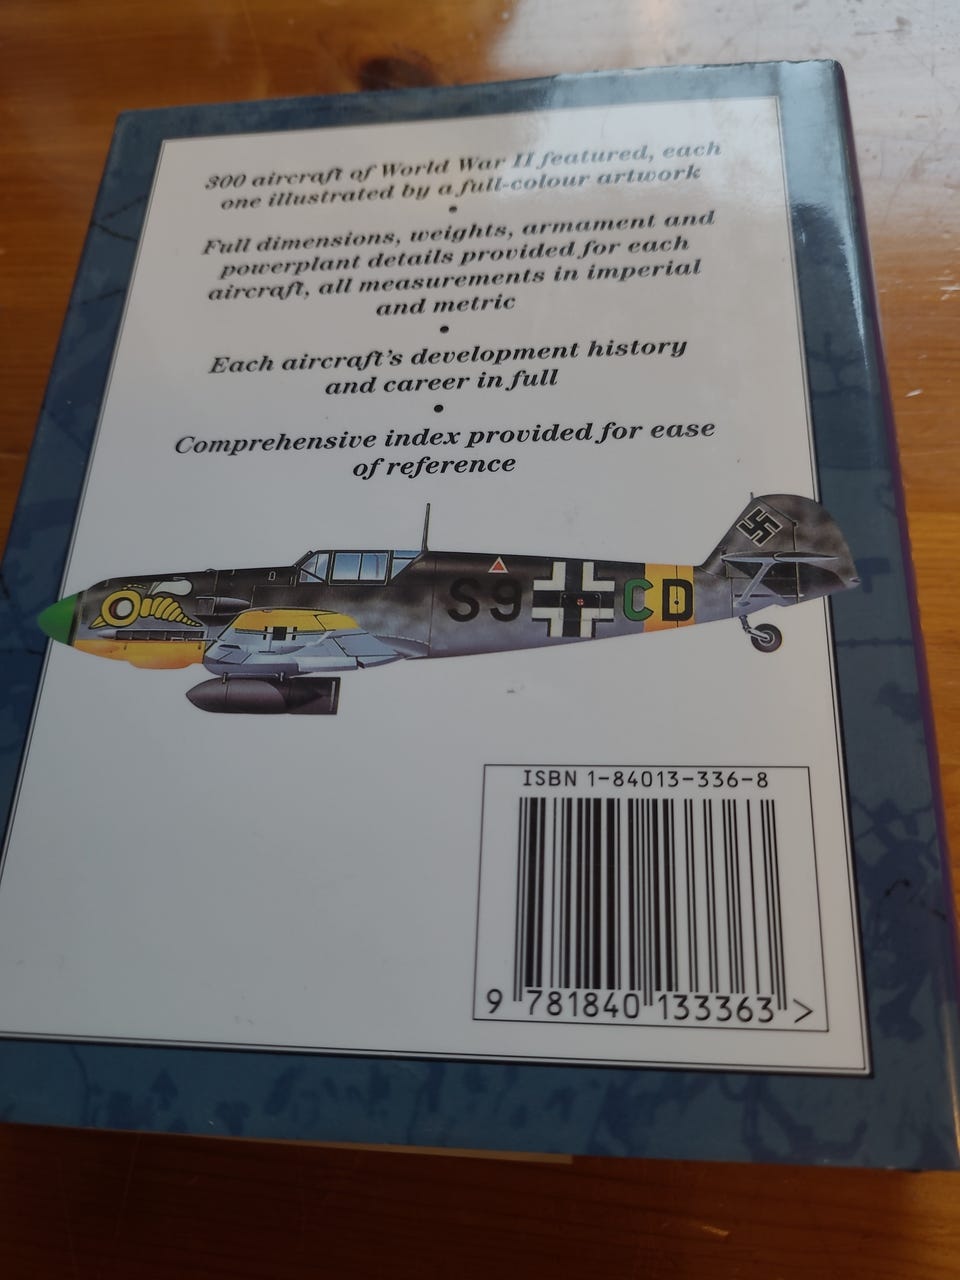 300 aircraft of World War II featured, each
one illustrated by a full-colour artwork
•
Full dimensions, weights, armament and
powerplant details provided for each
aircraft, all measurements in imperial
and metric
•
Each aircraft's development history
and career in full
•
Comprehensive index provided for ease
of reference
S9 CD
ISBN 1-84013-336-8
9 781840 133363 >